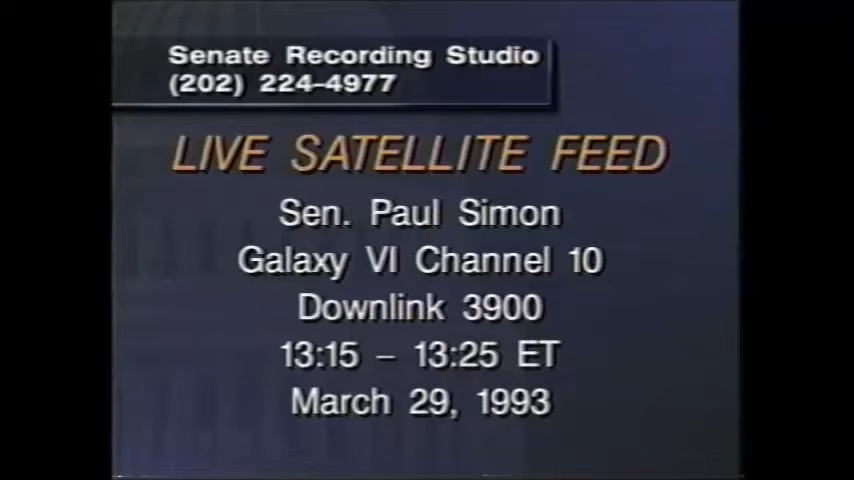 Senate Recording Studio
(202) 224-4977
LIVE SATELLITE FEED
Sen. Paul Simon
Galaxy VI Channel 10
Downlink 3900
13:15 - 13:25 ET
March 29, 1993